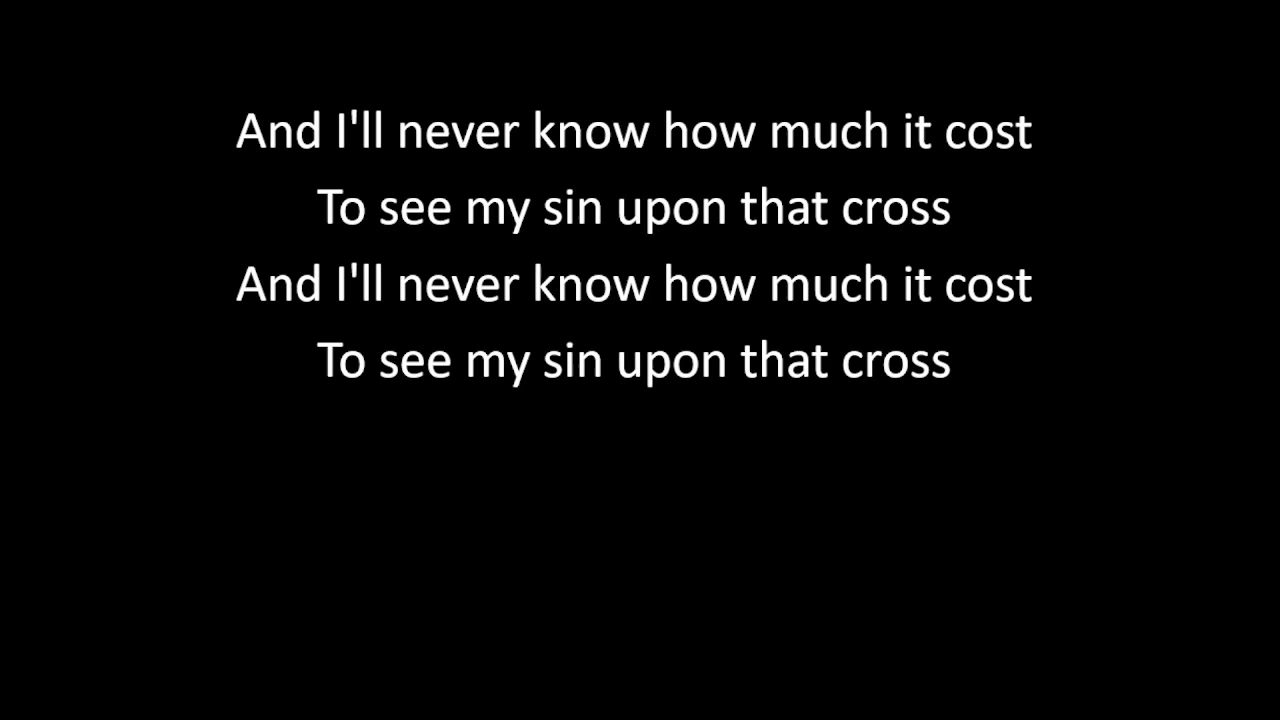 And I'll never know how much it cost
To see my sin upon that cross
And I'll never know how much it cost
To see my sin upon that cross